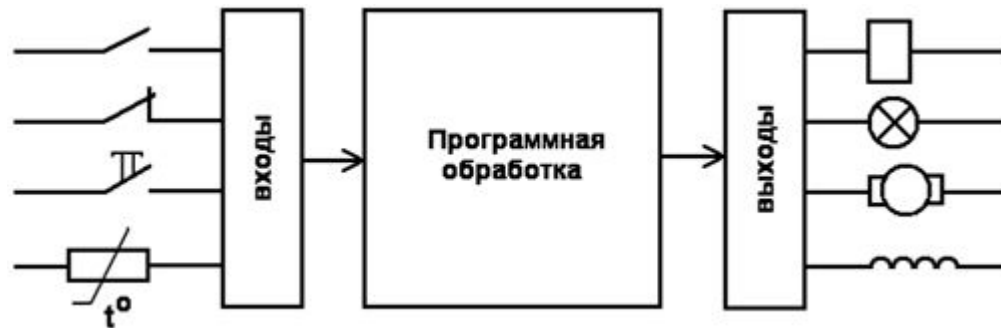 входы
Программная
обработка
выходы
t°